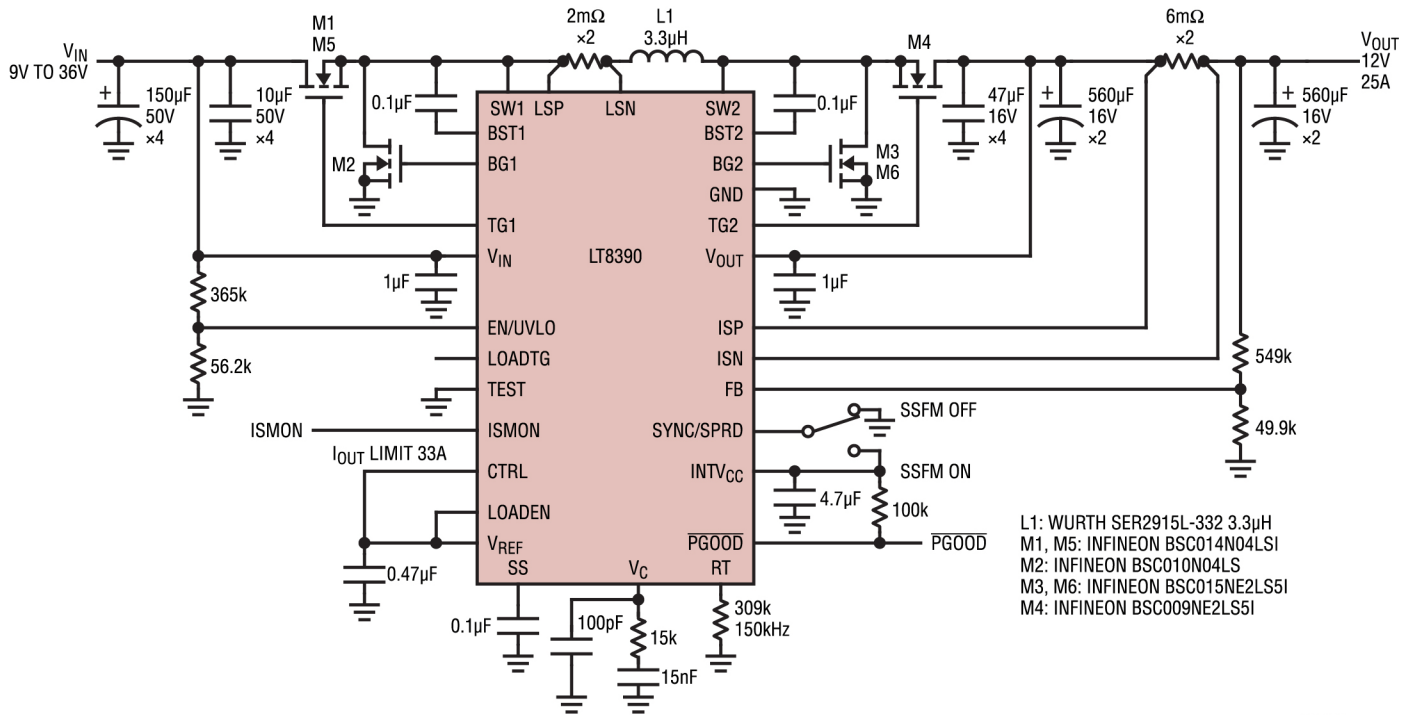 VIN
9V TO 36V
M1
M5
2mΩ
×2
L1
3.3µH
M4
6mΩ
×2
VOUT
12V
25A
+
150µF
50V
×4
10µF
50V
×4
0.1µF
SW1
LSP
LSN
SW2
0.1µF
47µF
16V
×4
+
560µF
16V
×2
+
560µF
16V
×2
BST1
BST2
M2
BG1
BG2
M3
M6
GND
TG1
TG2
VIN
LT8390
VOUT
1µF
1µF
365k
EN/UVLO
ISP
LOADTG
ISN
549k
56.2k
TEST
FB
SSFM OFF
ISMON
ISMON
SYNC/SPRD
49.9k
IOUT LIMIT 33A
CTRL
INTVCC
SSFM ON
4.7µF
100k
LOADEN
VREF
PGOOD
PGOOD
0.47µF
SS
VC
RT
0.1µF
100pF
15k
15nF
309k
150kHz
L1: WURTH SER2915L-332 3.3µH
M1, M5: INFINEON BSC014N04LSI
M2: INFINEON BSC010N04LS
M3, M6: INFINEON BSC015NE2LS5I
M4: INFINEON BSC009NE2LS5I